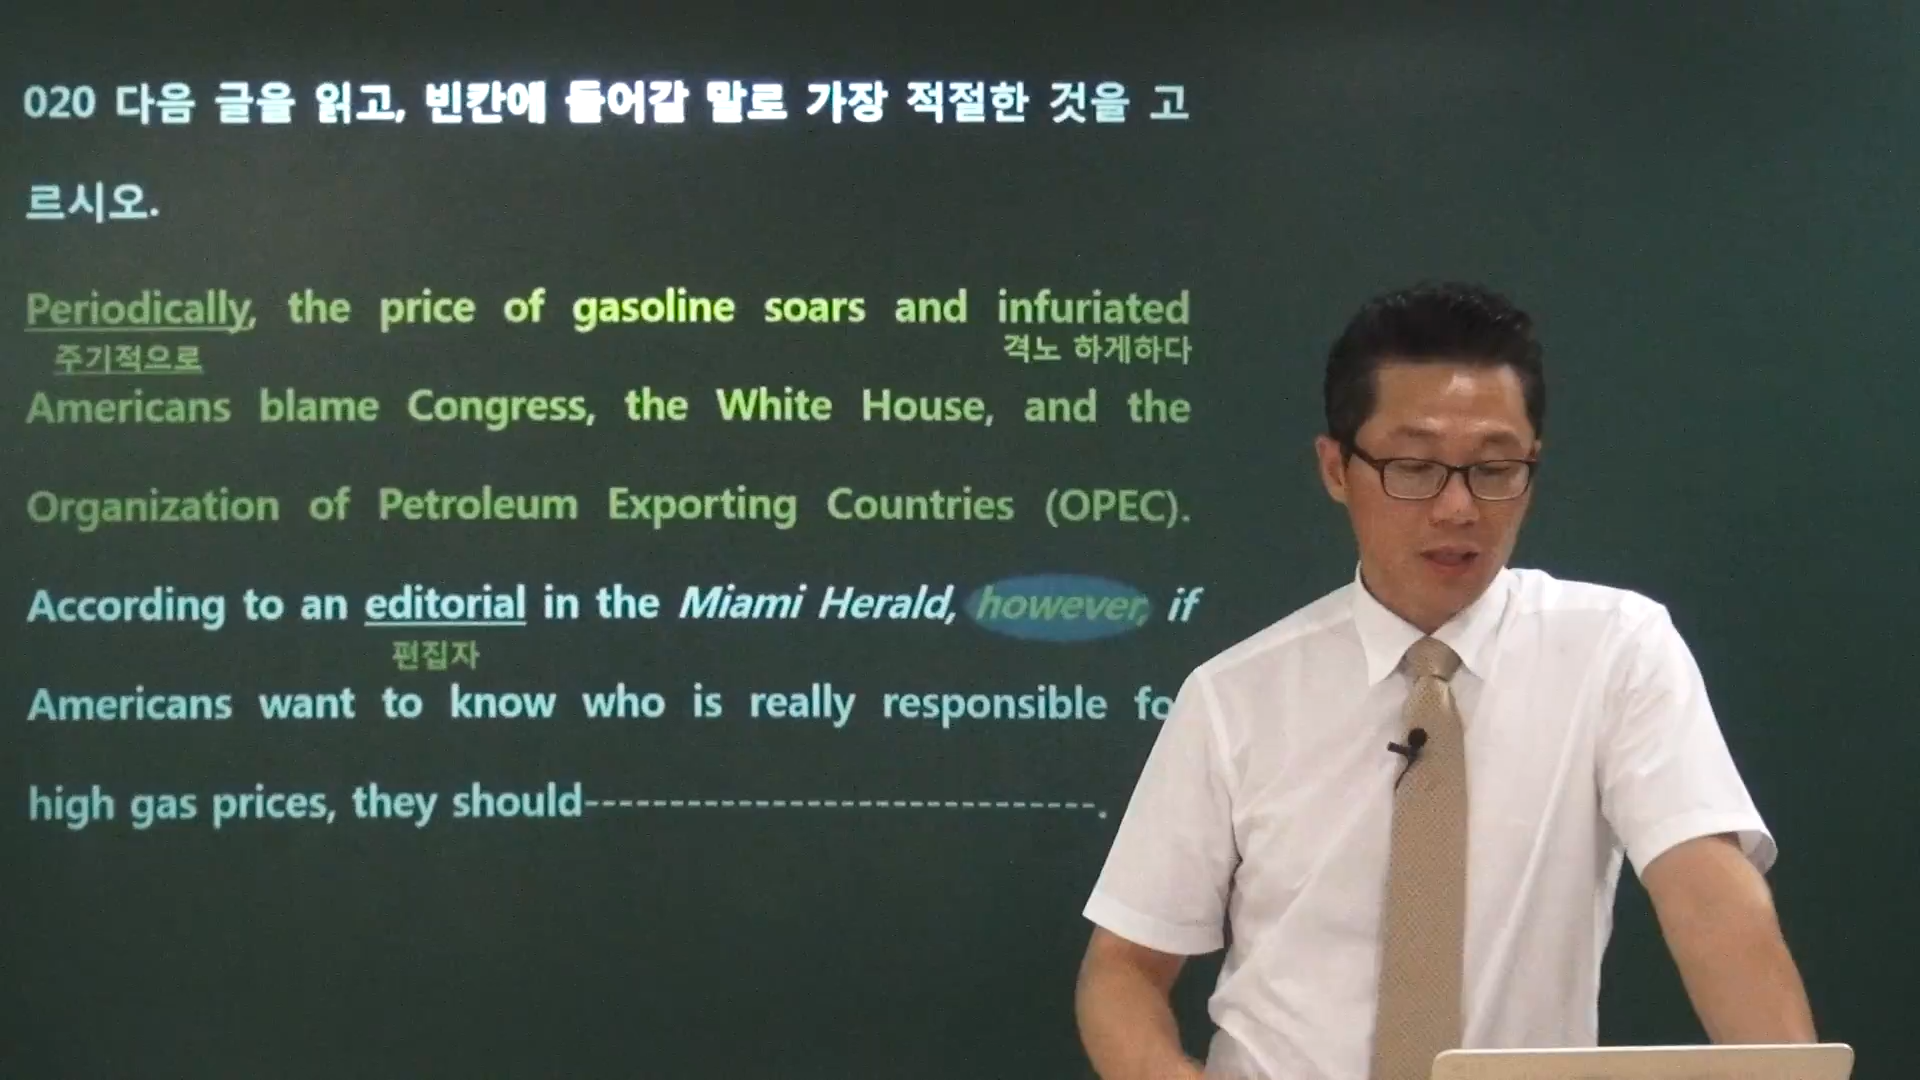 020 다음 글을 읽고, 빈칸에 들어갈 말로 가장 적절한 것을 고
르시오.
Periodically, the price of gasoline soars and infuriated
주기적으로 격노 하게하다
Americans blame Congress, the White House, and the
Organization of Petroleum Exporting Countries (OPEC).
According to an editorial in the Miami Herald, however, if
편집자
Americans want to know who is really responsible fo
high gas prices, they should------------------------------.